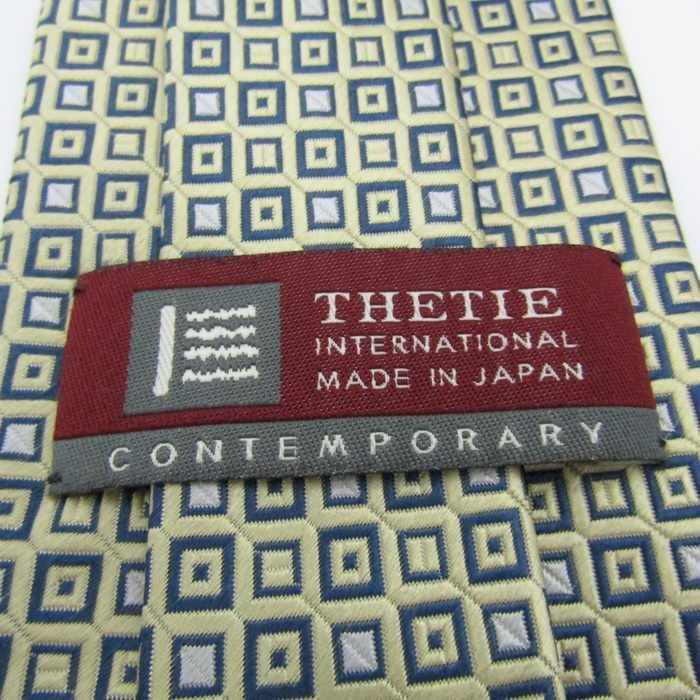 THETIE
INTERNATIONAL
MADE IN JAPAN
CONTEMPORARY